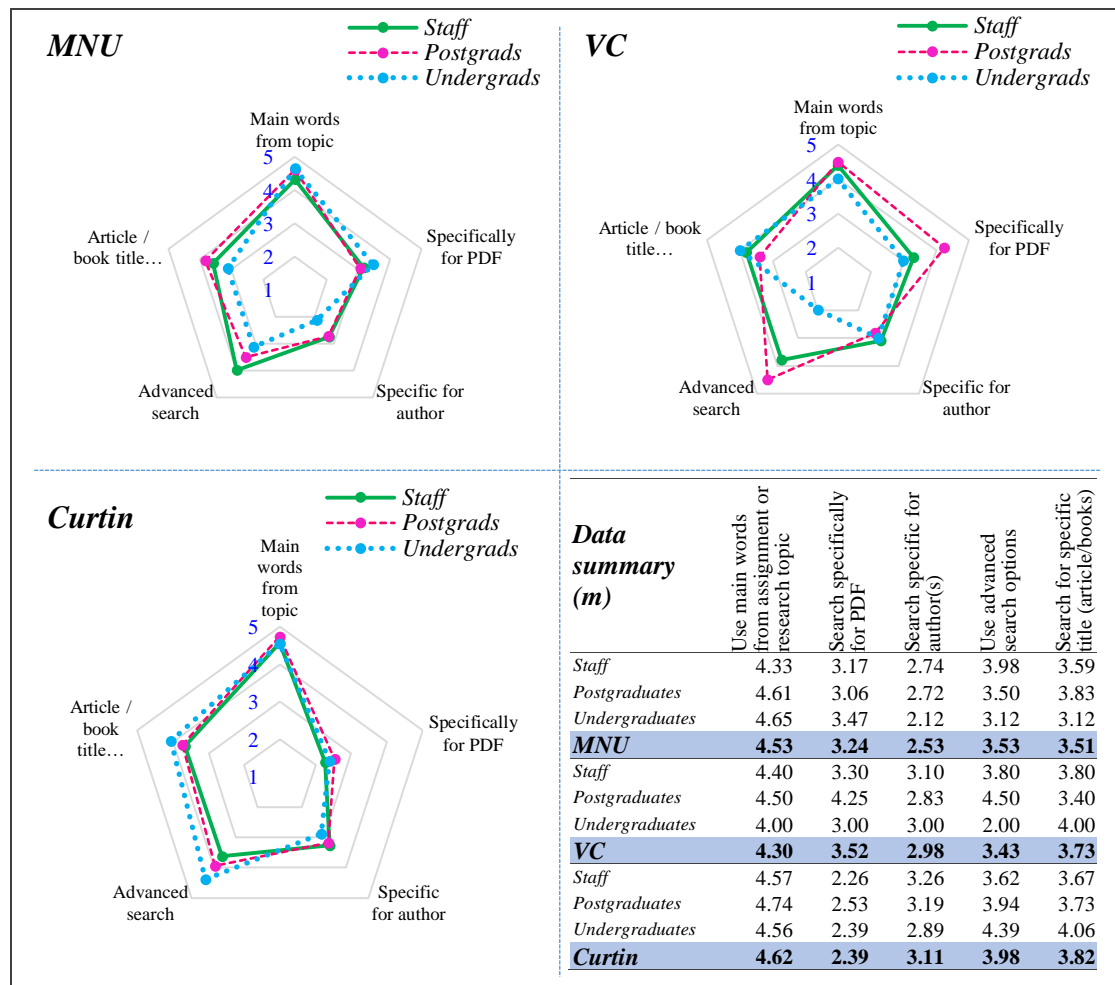 MNU
Staff
Postgrads
Undergrads
Main words
from topic
5
4
3
2
1
Article /
book title…
Specifically
for PDF
Advanced
search
Specific for
author
VC
Staff
Postgrads
Undergrads
Main words
from topic
5
4
3
2
1
Article / book
title…
Specifically
for PDF
Advanced
search
Specific for
author
Curtin
Staff
Postgrads
Undergrads
Main
words
from
topic
5
4
3
2
1
Article /
book
title…
Specifically
for PDF
Advanced
search
Specific
for author
Data
summary
(m)
Use main words
from assignment or
research topic
Search specifically
for PDF
Search specific for
author(s)
Use advanced
search options
Search for specific
title (article/books)
Staff 4.33 3.17 2.74 3.98 3.59
Postgraduates 4.61 3.06 2.72 3.50 3.83
Undergraduates 4.65 3.47 2.12 3.12 3.12
MNU 4.53 3.24 2.53 3.53 3.51
Staff 4.40 3.30 3.10 3.80 3.80
Postgraduates 4.50 4.25 2.83 4.50 3.40
Undergraduates 4.00 3.00 3.00 2.00 4.00
VC 4.30 3.52 2.98 3.43 3.73
Staff 4.57 2.26 3.26 3.62 3.67
Postgraduates 4.74 2.53 3.19 3.94 3.73
Undergraduates 4.56 2.39 2.89 4.39 4.06
Curtin 4.62 2.39 3.11 3.98 3.82